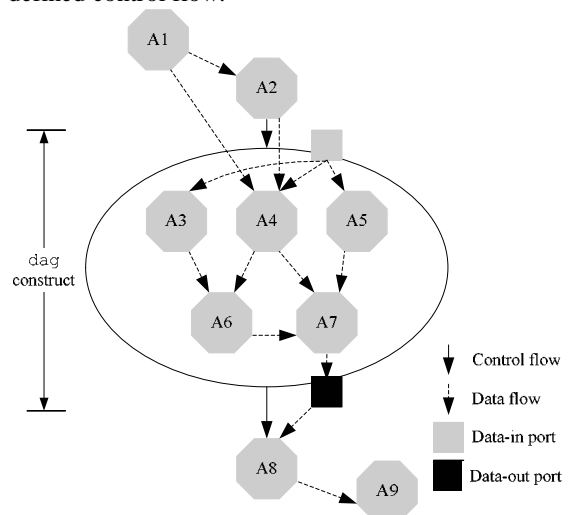 defined control flow.
A1
A2
A3
A4
A5
dag
construct
A6
A7
Control flow
Data flow
Data-in port
Data-out port
A8
A9